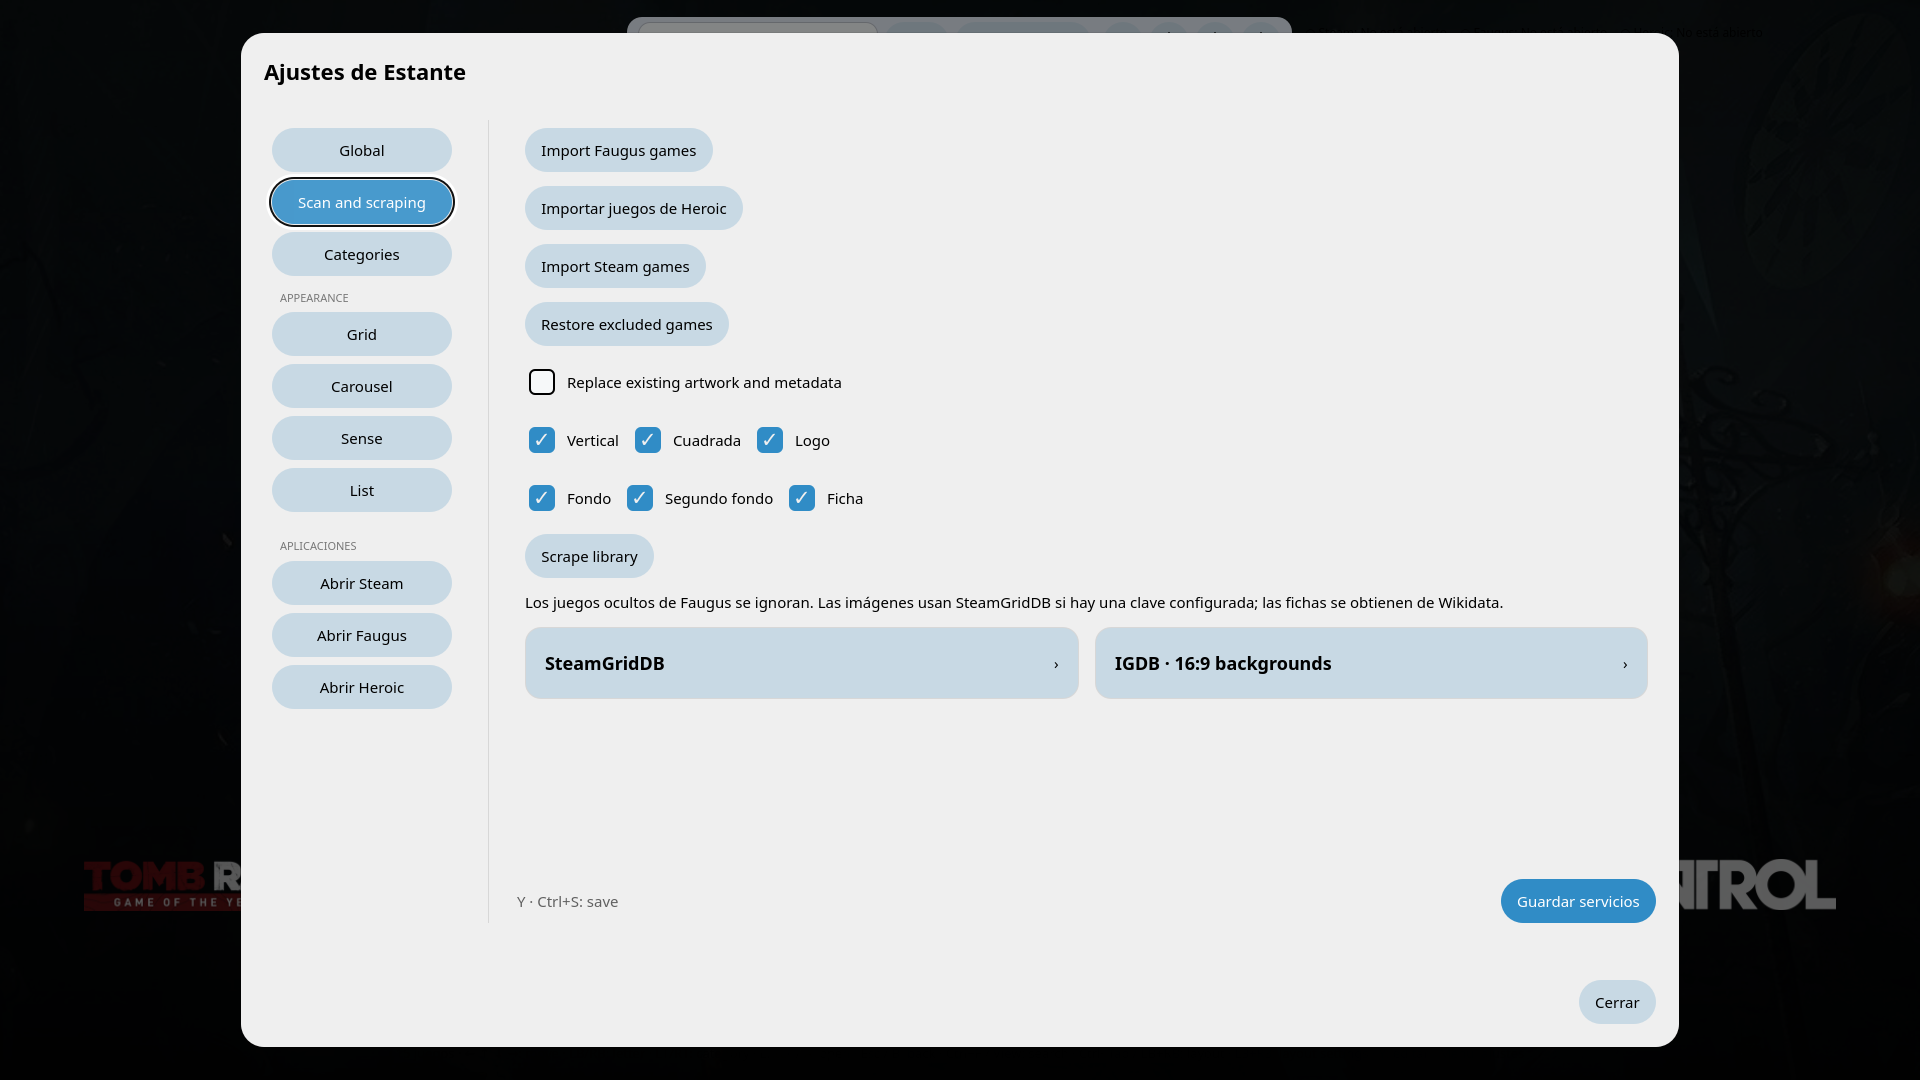 No está abierto
Ajustes de Estante
Global
Scan and scraping
Categories
APPEARANCE
Grid
Carousel
Sense
List
APLICACIONES
Abrir Steam
Abrir Faugus
Abrir Heroic
Import Faugus games
Importar juegos de Heroic
Import Steam games
Restore excluded games
Replace existing artwork and metadata
✓ Vertical ✓ Cuadrada ✓ Logo
✓ Fondo ✓ Segundo fondo ✓ Ficha
Scrape library
Los juegos ocultos de Faugus se ignoran. Las imágenes usan SteamGridDB si hay una clave configurada; las fichas se obtienen de Wikidata.
SteamGridDB ›
IGDB · 16:9 backgrounds ›
Y · Ctrl+S: save
Guardar servicios
Cerrar
TOMB R
GAME OF THE YE
TROL